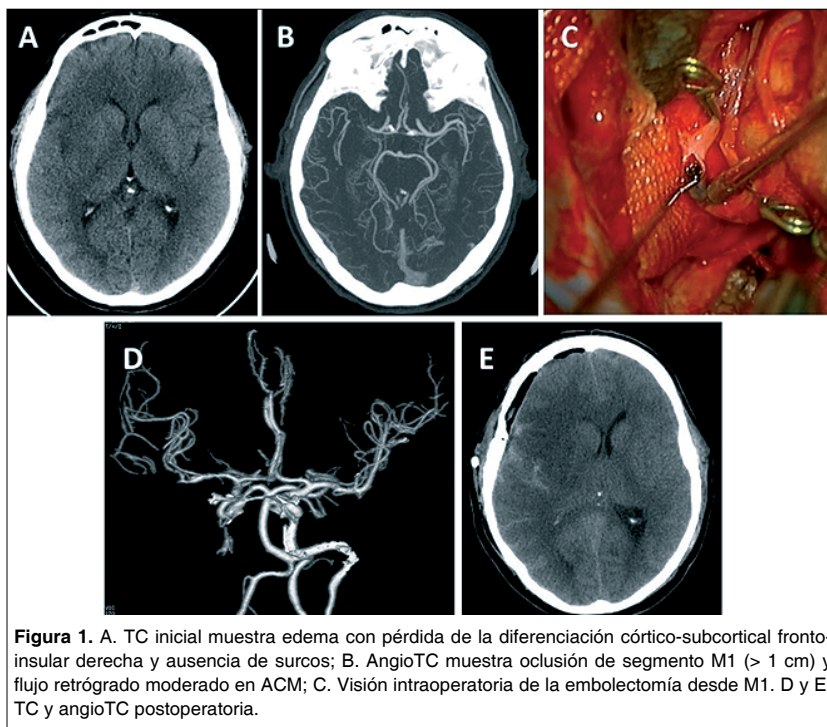 A
B
C
D
E
Figura 1. A. TC inicial muestra edema con pérdida de la diferenciación córtico-subcortical fronto-
insular derecha y ausencia de surcos; B. AngioTC muestra oclusión de segmento M1 (> 1 cm) y
flujo retrógrado moderado en ACM; C. Visión intraoperatoria de la embolectomía desde M1. D y E.
TC y angioTC postoperatoria.